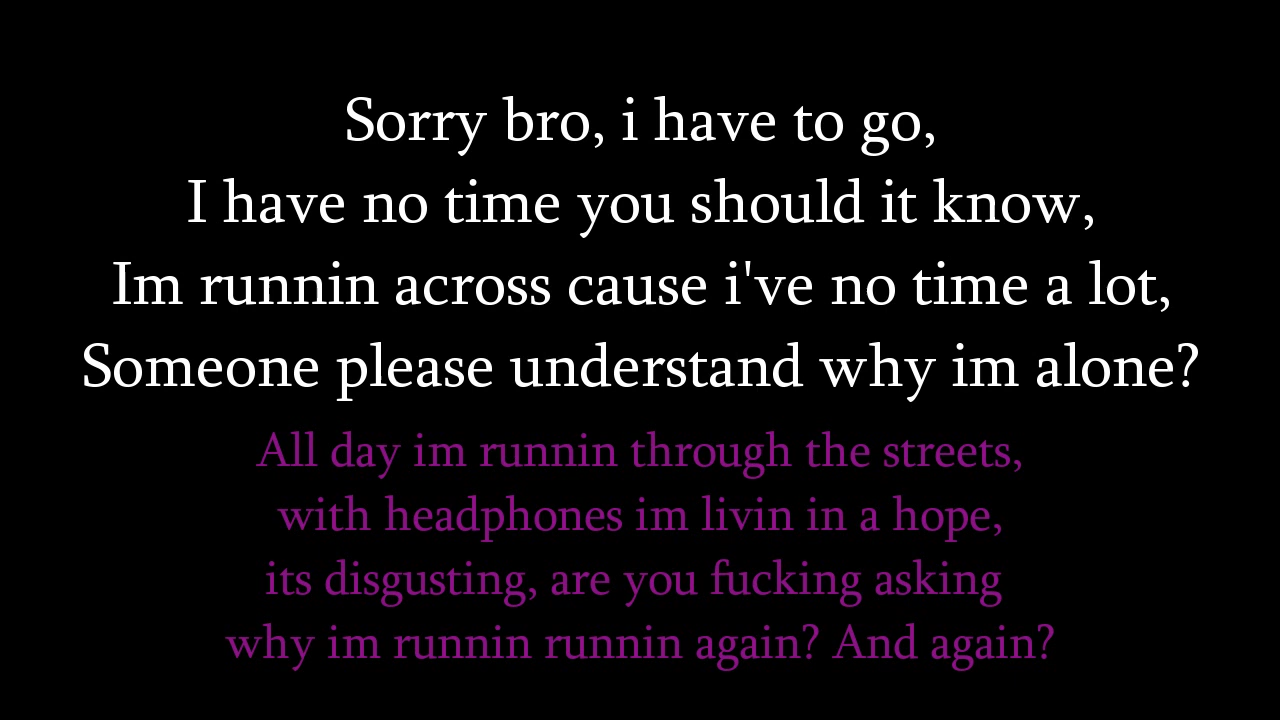 Sorry bro, i have to go,
I have no time you should it know,
Im runnin across cause i've no time a lot,
Someone please understand why im alone?
All day im runnin through the streets,
with headphones im livin in a hope,
its disgusting, are you fucking asking
why im runnin runnin again? And again?